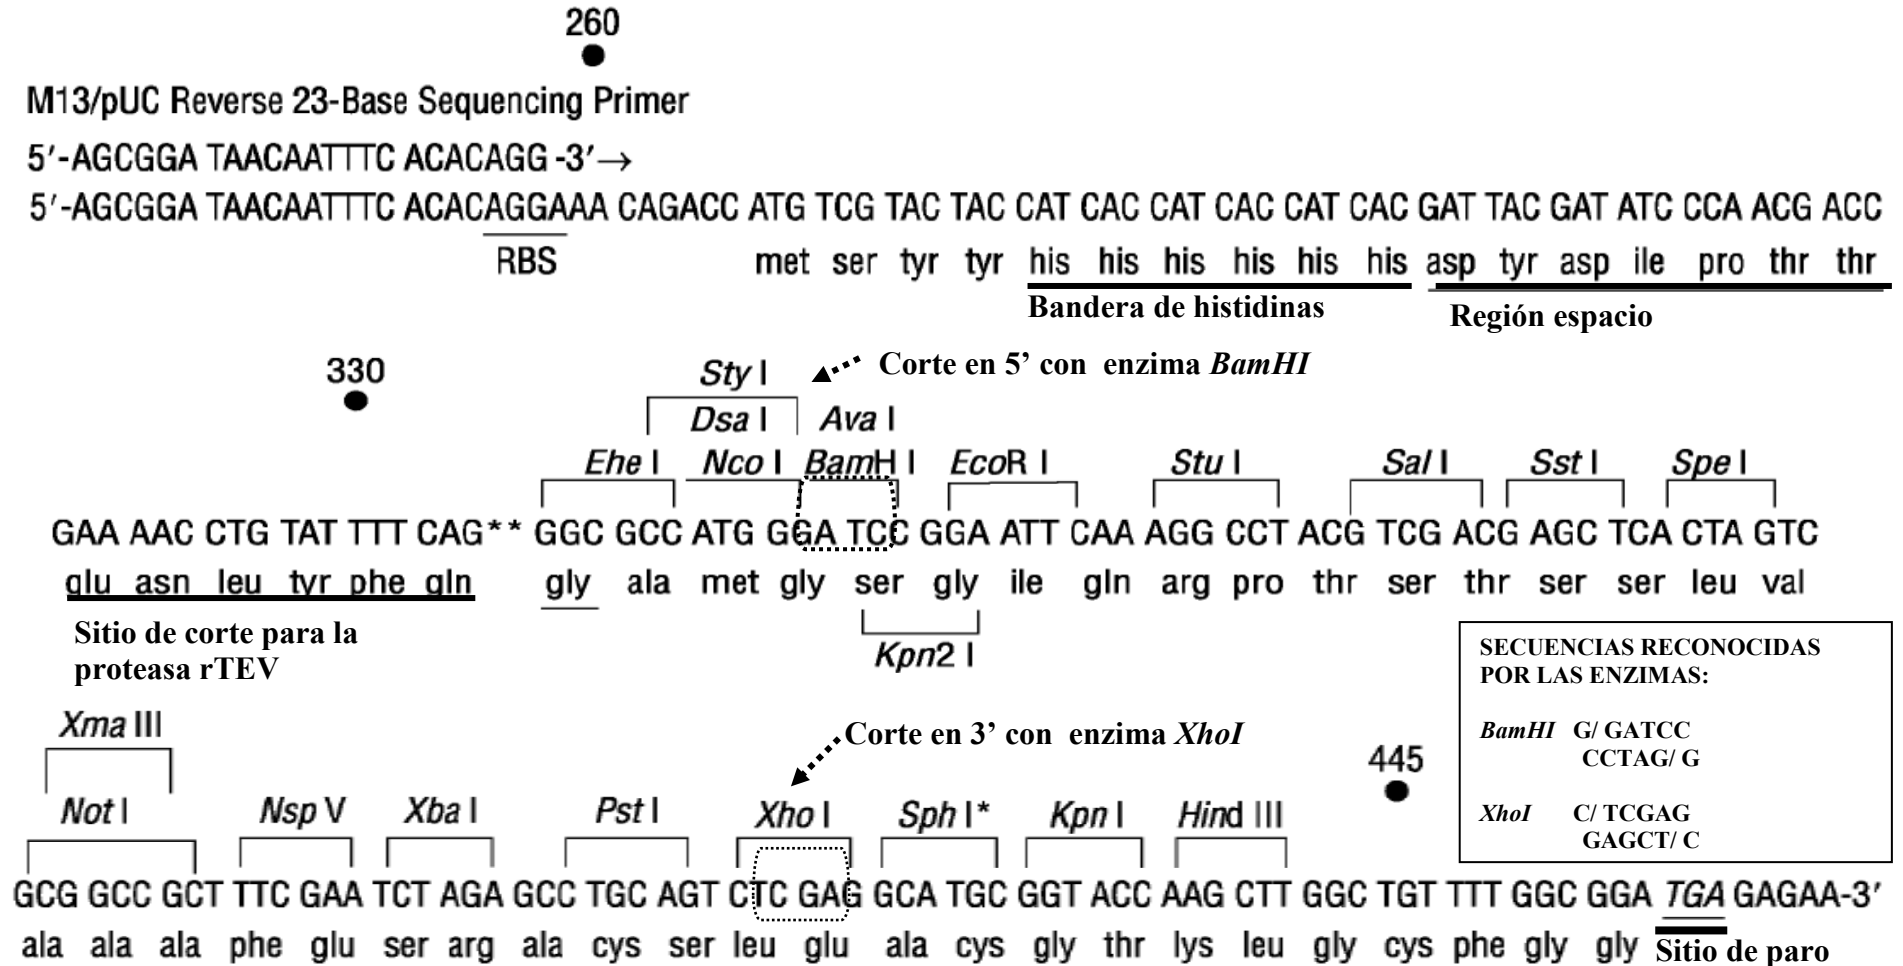 260
M13/pUC Reverse 23-Base Sequencing Primer
5′-AGCGGA TAACAATTTC ACACAGG -3′→
5′-AGCGGA TAACAATTTC ACACAGGAAA CAGACC ATG TCG TAC TAC CAT CAC CAT CAC CAT CAC GAT TAC GAT ATC CCA ACG ACC
RBS met ser tyr tyr his his his his his his asp tyr asp ile pro thr thr
Bandera de histidinas Región espacio
330 Sty I Corte en 5’ con enzima BamHI
Dsa I Ava I
Ehe I Nco I BamH I EcoR I Stu I Sal I Sst I Spe I
GAA AAC CTG TAT TTT CAG** GGC GCC ATG GGA TCC GGA ATT CAA AGG CCT ACG TCG ACG AGC TCA CTA GTC
glu asn leu tyr phe gln gly ala met gly ser gly ile gln arg pro thr ser thr ser ser leu val
Sitio de corte para la
proteasa rTEV
Kpn2 I
SECUENCIAS RECONOCIDAS
POR LAS ENZIMAS:
BamHI G/ GATCC
CCTAG/ G
XhoI C/ TCGAG
GAGCT/ C
Xma III Corte en 3’ con enzima XhoI
445
Not I Nsp V Xba I Pst I Xho I Sph I* Kpn I Hind III
GCG GCC GCT TTC GAA TCT AGA GCC TGC AGT CTC GAG GCA TGC GGT ACC AAG CTT GGC TGT TTT GGC GGA TGA GAGAA-3′
ala ala ala phe glu ser arg ala cys ser leu glu ala cys gly thr lys leu gly cys phe gly gly Sitio de paro